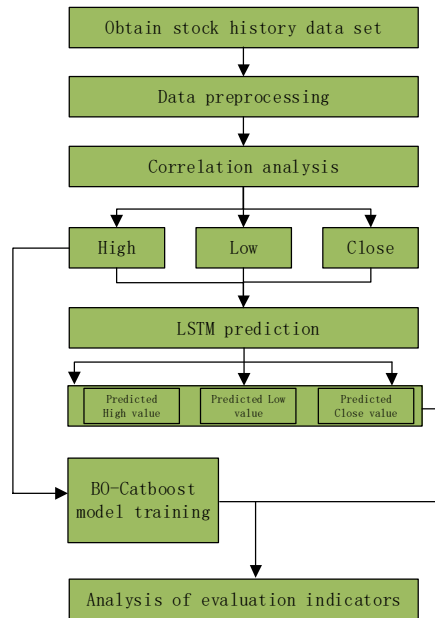 Obtain stock history data set
Data preprocessing
Correlation analysis
High
Low
Close
LSTM prediction
Predicted
High value
Predicted Low
value
Predicted
Close value
BO-Catboost
model training
Analysis of evaluation indicators